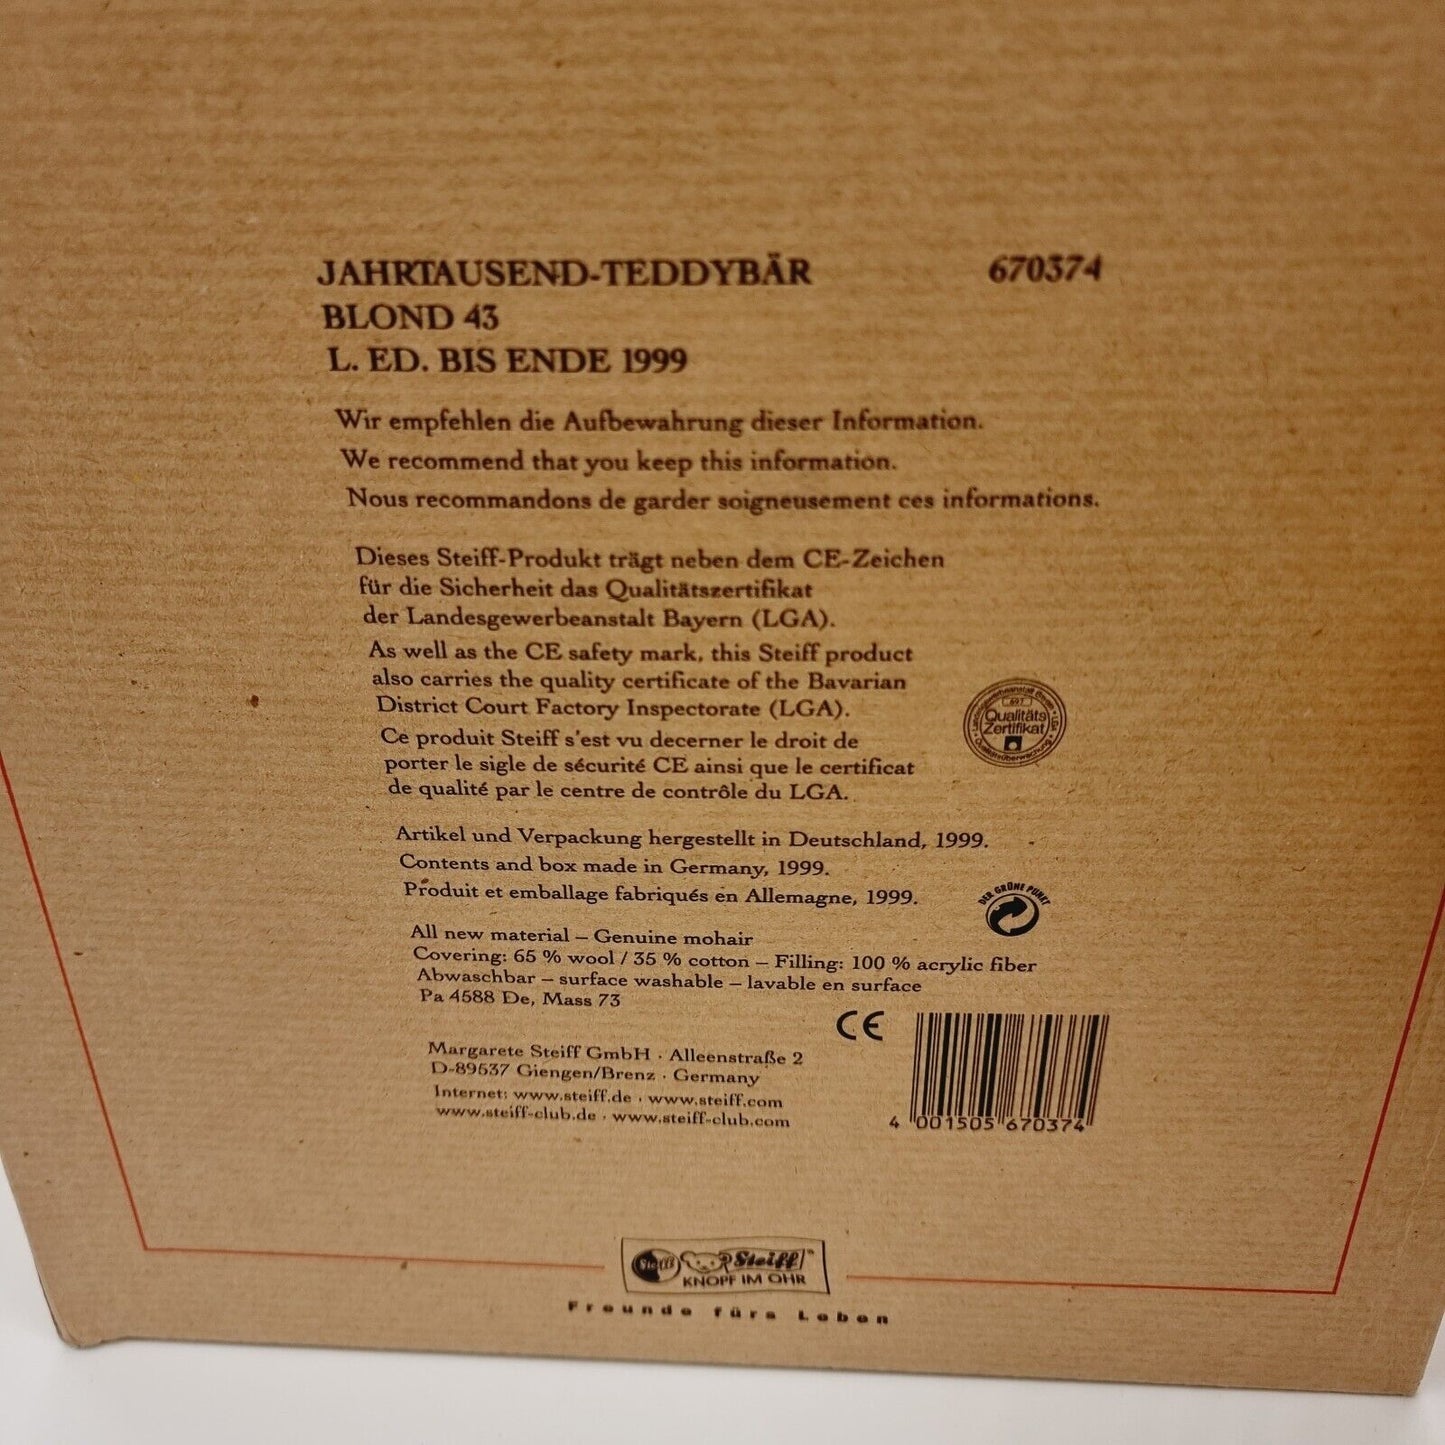 JAHRTAUSEND-TEDDYBÄR 670374
BLOND 43
L. ED. BIS ENDE 1999
Wir empfehlen die Aufbewahrung dieser Information.
We recommend that you keep this information.
Nous recommandons de garder soigneusement ces informations.
Dieses Steiff-Produkt trägt neben dem CE-Zeichen
für die Sicherheit das Qualitätszertifikat
der Landesgewerbeanstalt Bayern (LGA).
As well as the CE safety mark, this Steiff product
also carries the quality certificate of the Bavarian
District Court Factory Inspectorate (LGA).
Ce produit Steiff s'est vu decerner le droit de
porter le sigle de sécurité CE ainsi que le certificat
de qualité par le centre de contrôle du LGA.
Qualitäts
Zertifikat
Artikel und Verpackung hergestellt in Deutschland, 1999.
Contents and box made in Germany, 1999.
Produit et emballage fabriqués en Allemagne, 1999.
DER GRÜNE PUNKT
All new material – Genuine mohair
Covering: 65 % wool / 35 % cotton – Filling: 100 % acrylic fiber
Abwaschbar – surface washable – lavable en surface
Pa 4588 De, Mass 73
CE
Margarete Steiff GmbH · Alleenstraße 2
D-89537 Giengen/Brenz · Germany
Internet: www.steiff.de · www.steiff.com
www.steiff-club.de · www.steiff-club.com
4 001505 670374
Steiff Steiff
KNOPF IM OHR
Freunde fürs Leben